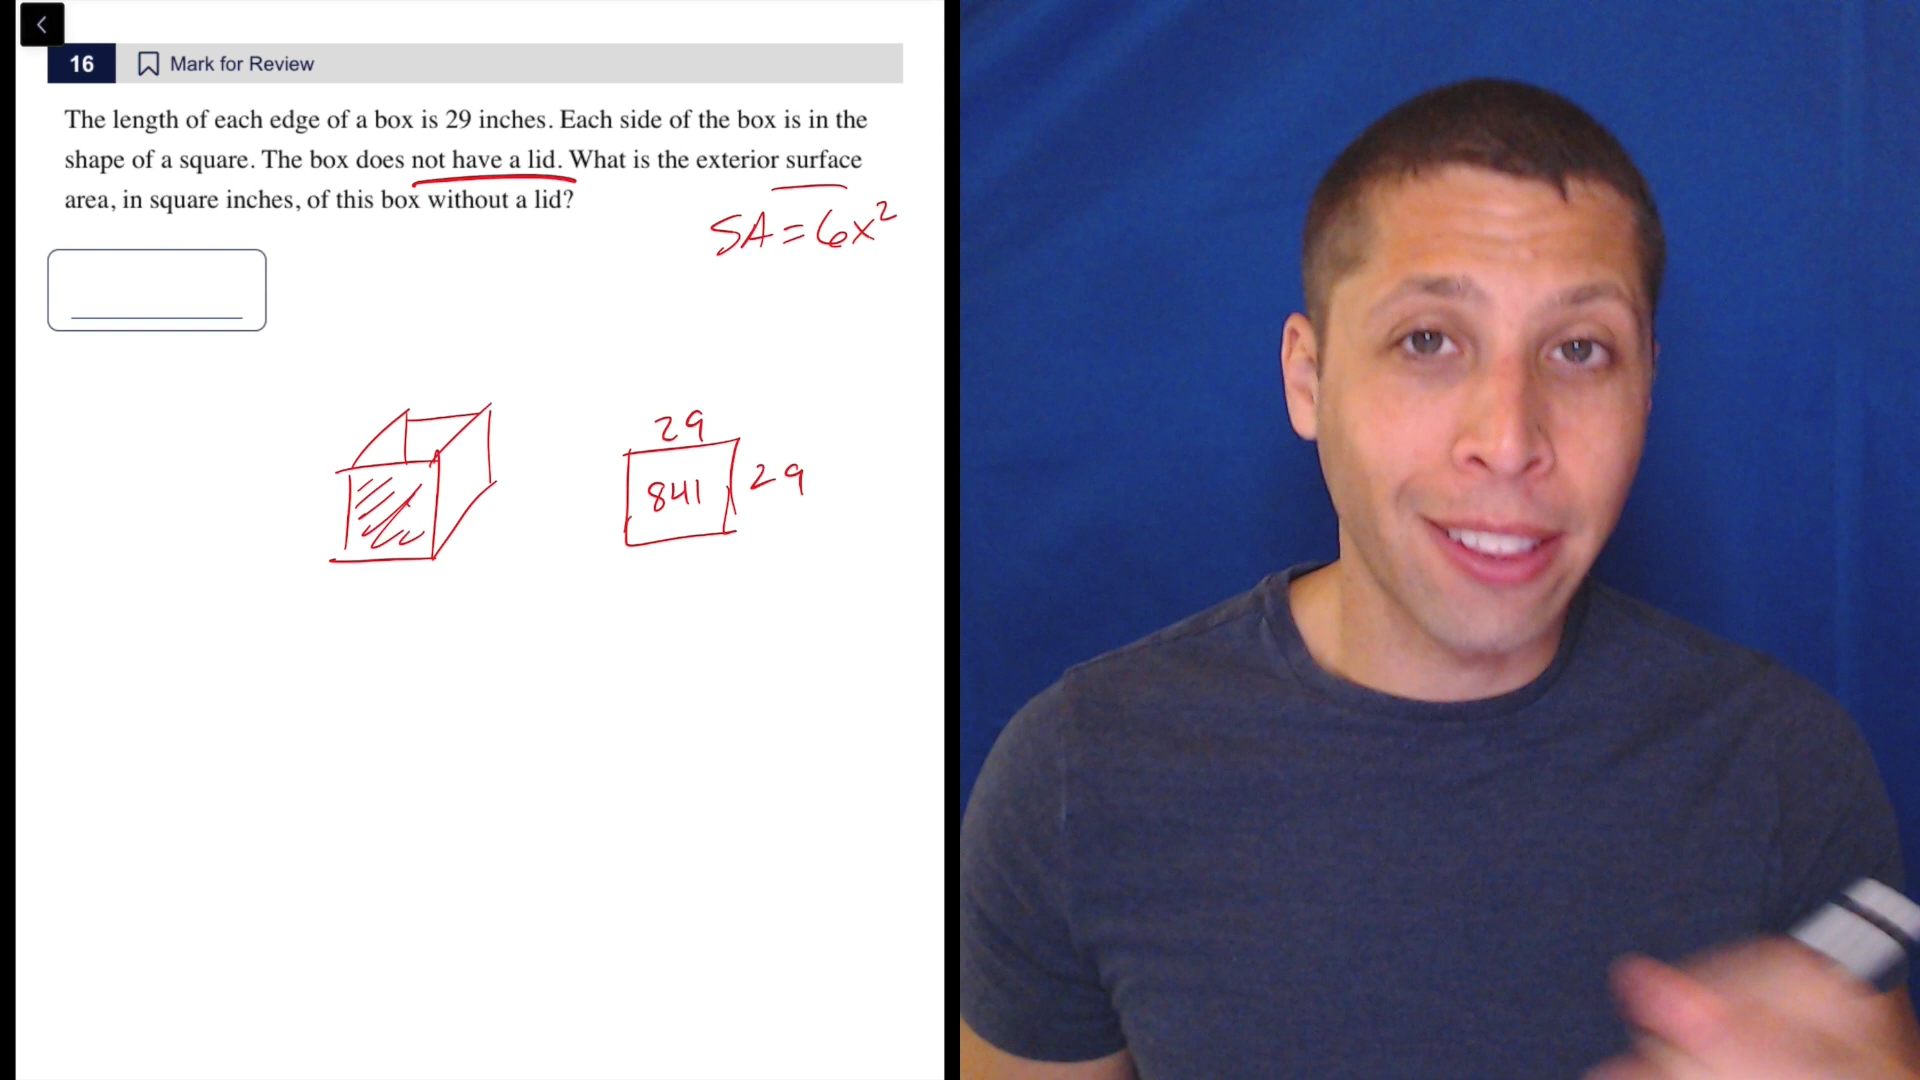 16 Mark for Review
The length of each edge of a box is 29 inches. Each side of the box is in the
shape of a square. The box does not have a lid. What is the exterior surface
area, in square inches, of this box without a lid?
SA = 6x²
29
841 29